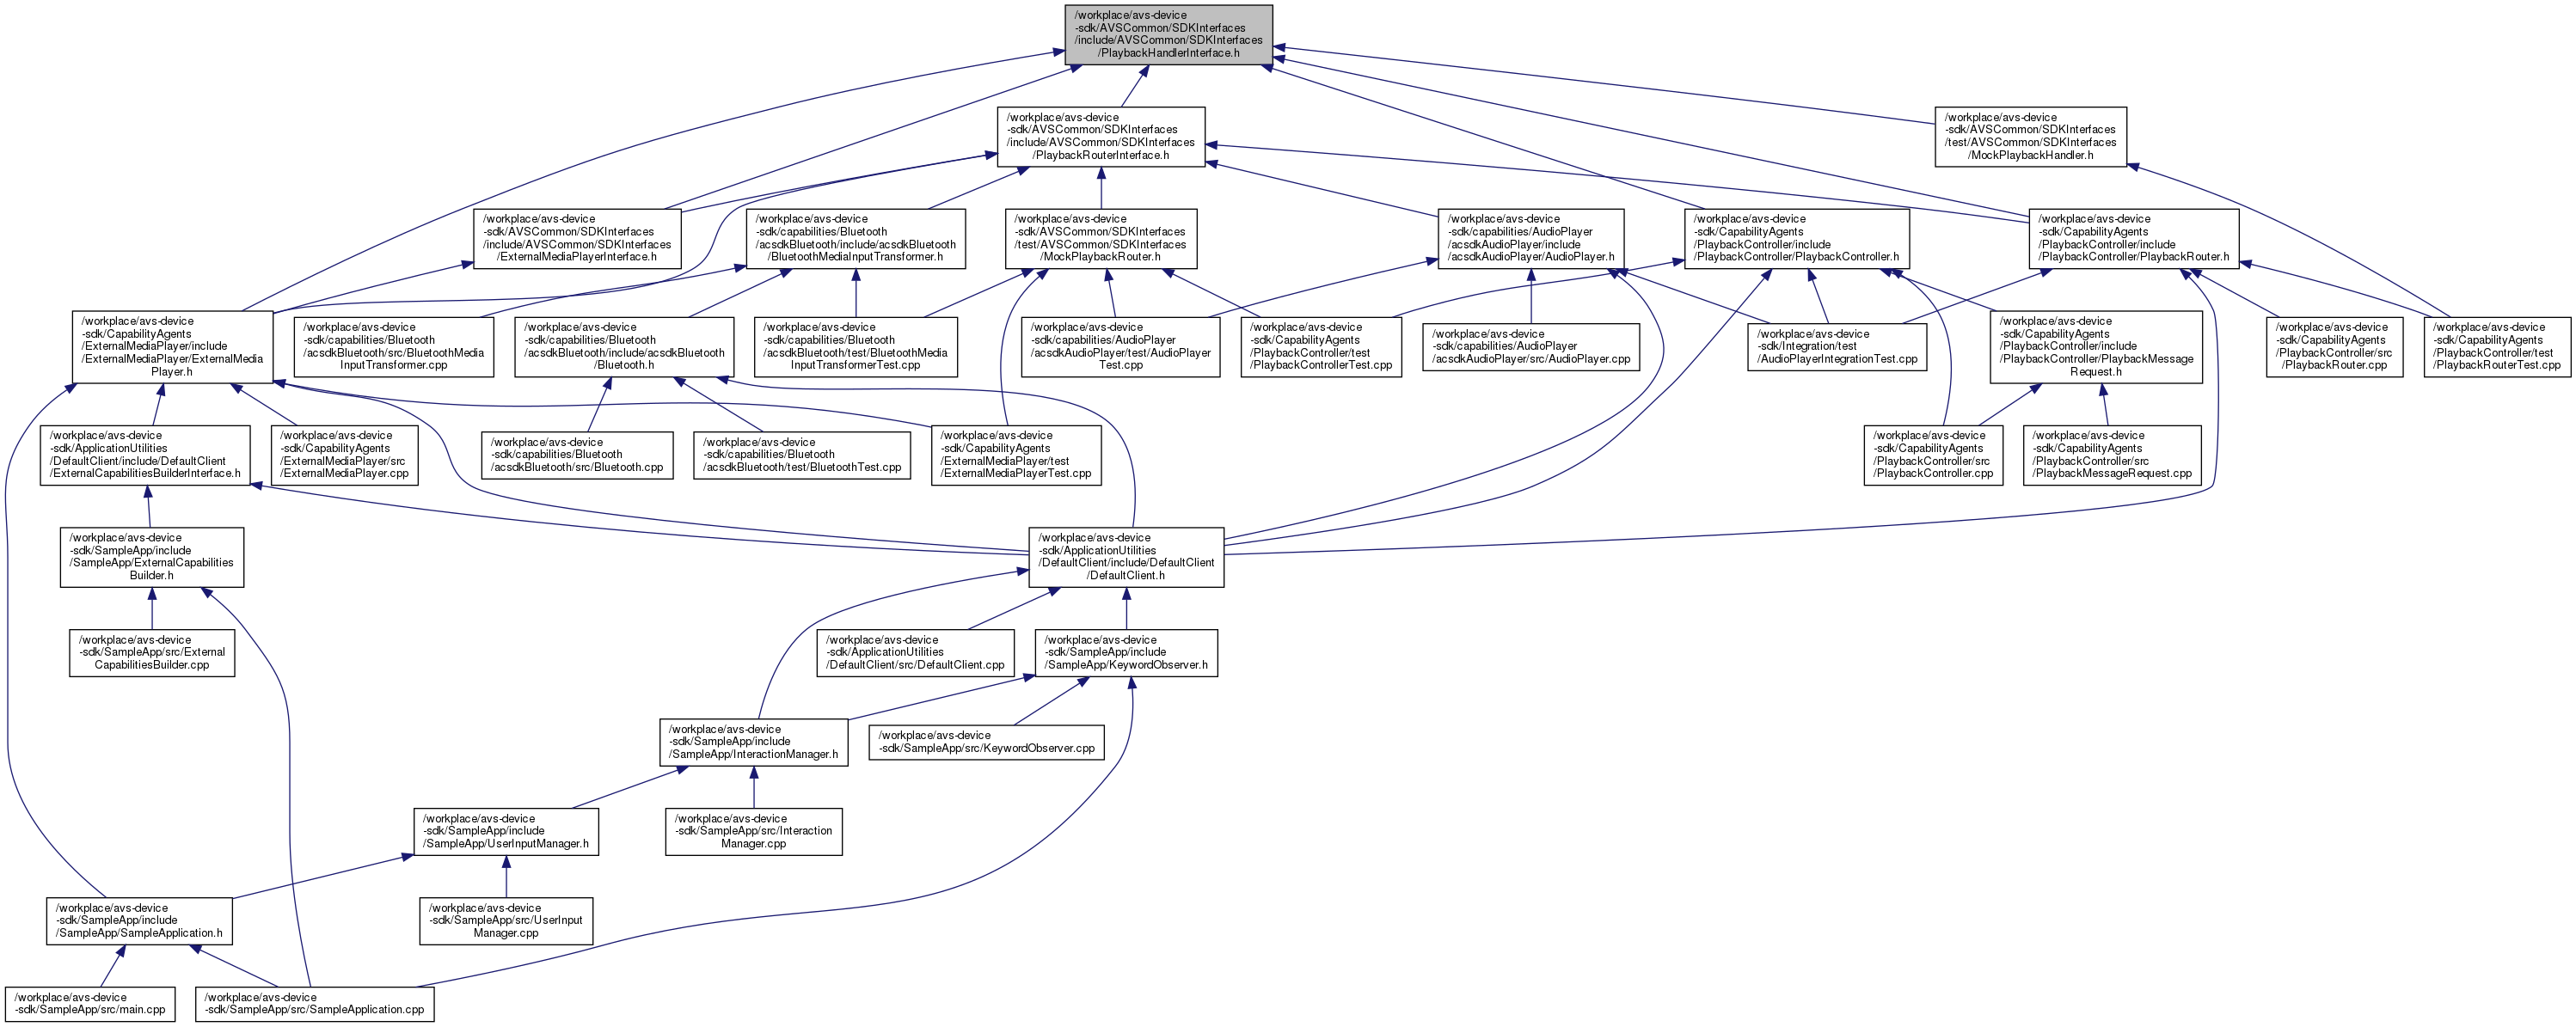 /workplace/avs-device
-sdk/AVSCommon/SDKInterfaces
/include/AVSCommon/SDKInterfaces
/PlaybackHandlerInterface.h
/workplace/avs-device
-sdk/AVSCommon/SDKInterfaces
/include/AVSCommon/SDKInterfaces
/PlaybackRouterInterface.h
/workplace/avs-device
-sdk/AVSCommon/SDKInterfaces
/test/AVSCommon/SDKInterfaces
/MockPlaybackHandler.h
/workplace/avs-device
-sdk/AVSCommon/SDKInterfaces
/include/AVSCommon/SDKInterfaces
/ExternalMediaPlayerInterface.h
/workplace/avs-device
-sdk/capabilities/Bluetooth
/acsdkBluetooth/include/acsdkBluetooth
/BluetoothMediaInputTransformer.h
/workplace/avs-device
-sdk/AVSCommon/SDKInterfaces
/test/AVSCommon/SDKInterfaces
/MockPlaybackRouter.h
/workplace/avs-device
-sdk/capabilities/AudioPlayer
/acsdkAudioPlayer/include
/acsdkAudioPlayer/AudioPlayer.h
/workplace/avs-device
-sdk/CapabilityAgents
/PlaybackController/include
/PlaybackController/PlaybackController.h
/workplace/avs-device
-sdk/CapabilityAgents
/PlaybackController/include
/PlaybackController/PlaybackRouter.h
/workplace/avs-device
-sdk/CapabilityAgents
/ExternalMediaPlayer/include
/ExternalMediaPlayer/ExternalMedia
Player.h
/workplace/avs-device
-sdk/capabilities/Bluetooth
/acsdkBluetooth/src/BluetoothMedia
InputTransformer.cpp
/workplace/avs-device
-sdk/capabilities/Bluetooth
/acsdkBluetooth/include/acsdkBluetooth
/Bluetooth.h
/workplace/avs-device
-sdk/capabilities/Bluetooth
/acsdkBluetooth/test/BluetoothMedia
InputTransformerTest.cpp
/workplace/avs-device
-sdk/capabilities/AudioPlayer
/acsdkAudioPlayer/test/AudioPlayer
Test.cpp
/workplace/avs-device
-sdk/CapabilityAgents
/PlaybackController/test
/PlaybackControllerTest.cpp
/workplace/avs-device
-sdk/capabilities/AudioPlayer
/acsdkAudioPlayer/src/AudioPlayer.cpp
/workplace/avs-device
-sdk/Integration/test
/AudioPlayerIntegrationTest.cpp
/workplace/avs-device
-sdk/CapabilityAgents
/PlaybackController/include
/PlaybackController/PlaybackMessage
Request.h
/workplace/avs-device
-sdk/CapabilityAgents
/PlaybackController/src
/PlaybackRouter.cpp
/workplace/avs-device
-sdk/CapabilityAgents
/PlaybackController/test
/PlaybackRouterTest.cpp
/workplace/avs-device
-sdk/ApplicationUtilities
/DefaultClient/include/DefaultClient
/ExternalCapabilitiesBuilderInterface.h
/workplace/avs-device
-sdk/CapabilityAgents
/ExternalMediaPlayer/src
/ExternalMediaPlayer.cpp
/workplace/avs-device
-sdk/capabilities/Bluetooth
/acsdkBluetooth/src/Bluetooth.cpp
/workplace/avs-device
-sdk/capabilities/Bluetooth
/acsdkBluetooth/test/BluetoothTest.cpp
/workplace/avs-device
-sdk/CapabilityAgents
/ExternalMediaPlayer/test
/ExternalMediaPlayerTest.cpp
/workplace/avs-device
-sdk/CapabilityAgents
/PlaybackController/src
/PlaybackController.cpp
/workplace/avs-device
-sdk/CapabilityAgents
/PlaybackController/src
/PlaybackMessageRequest.cpp
/workplace/avs-device
-sdk/SampleApp/include
/SampleApp/ExternalCapabilities
Builder.h
/workplace/avs-device
-sdk/ApplicationUtilities
/DefaultClient/include/DefaultClient
/DefaultClient.h
/workplace/avs-device
-sdk/SampleApp/src/External
CapabilitiesBuilder.cpp
/workplace/avs-device
-sdk/ApplicationUtilities
/DefaultClient/src/DefaultClient.cpp
/workplace/avs-device
-sdk/SampleApp/include
/SampleApp/KeywordObserver.h
/workplace/avs-device
-sdk/SampleApp/include
/SampleApp/InteractionManager.h
/workplace/avs-device
-sdk/SampleApp/src/KeywordObserver.cpp
/workplace/avs-device
-sdk/SampleApp/include
/SampleApp/UserInputManager.h
/workplace/avs-device
-sdk/SampleApp/src/Interaction
Manager.cpp
/workplace/avs-device
-sdk/SampleApp/include
/SampleApp/SampleApplication.h
/workplace/avs-device
-sdk/SampleApp/src/UserInput
Manager.cpp
/workplace/avs-device
-sdk/SampleApp/src/main.cpp
/workplace/avs-device
-sdk/SampleApp/src/SampleApplication.cpp